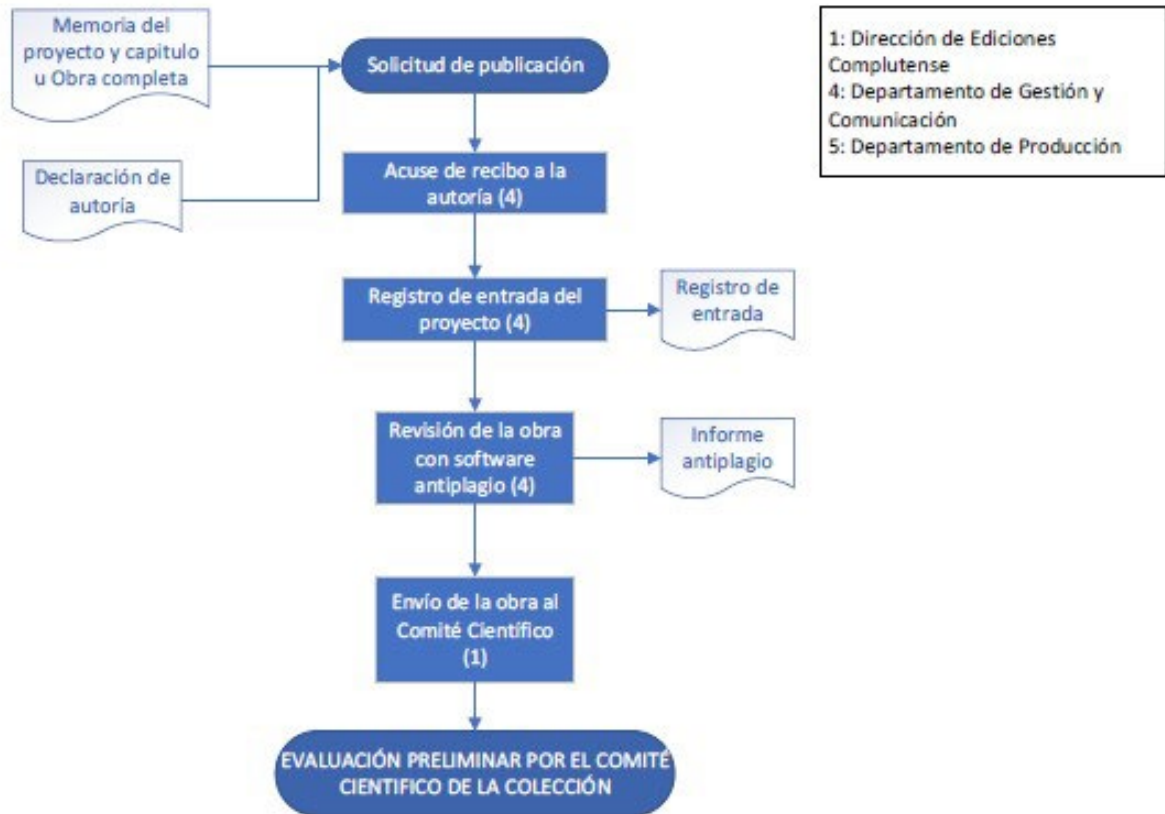 Memoria del
proyecto y capitulo
u Obra completa
Solicitud de publicación
1: Dirección de Ediciones
Complutense
4: Departamento de Gestión y
Comunicación
5: Departamento de Producción
Declaración de
autoría
Acuse de recibo a la
autoría (4)
Registro de entrada del
proyecto (4)
Registro de
entrada
Revisión de la obra
con software
antiplagio (4)
Informe
antiplagio
Envío de la obra al
Comité Científico
(1)
EVALUACIÓN PRELIMINAR POR EL COMITÉ
CIENTIFICO DE LA COLECCIÓN